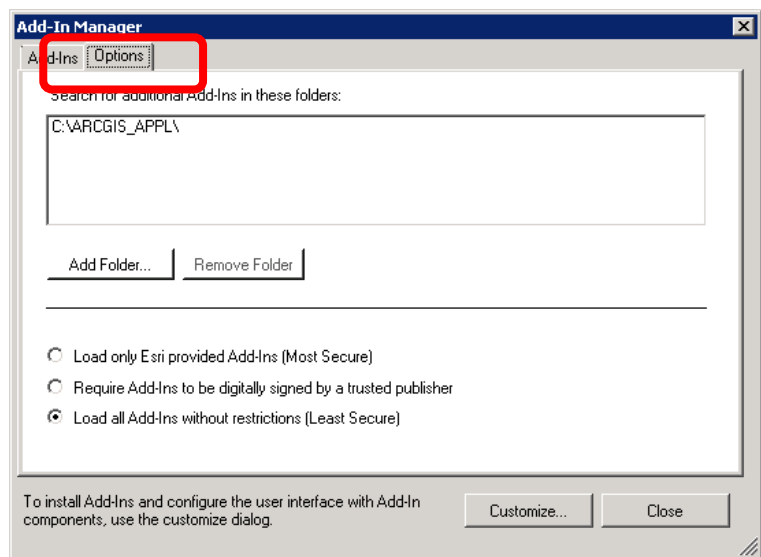 Add-In Manager
Add-Ins Options
Search for additional Add-Ins in these folders:
C:\ARCGIS_APPL\
Add Folder... Remove Folder
Load only Esri provided Add-Ins (Most Secure)
Require Add-Ins to be digitally signed by a trusted publisher
Load all Add-Ins without restrictions (Least Secure)
To install Add-Ins and configure the user interface with Add-In
components, use the customize dialog.
Customize... Close